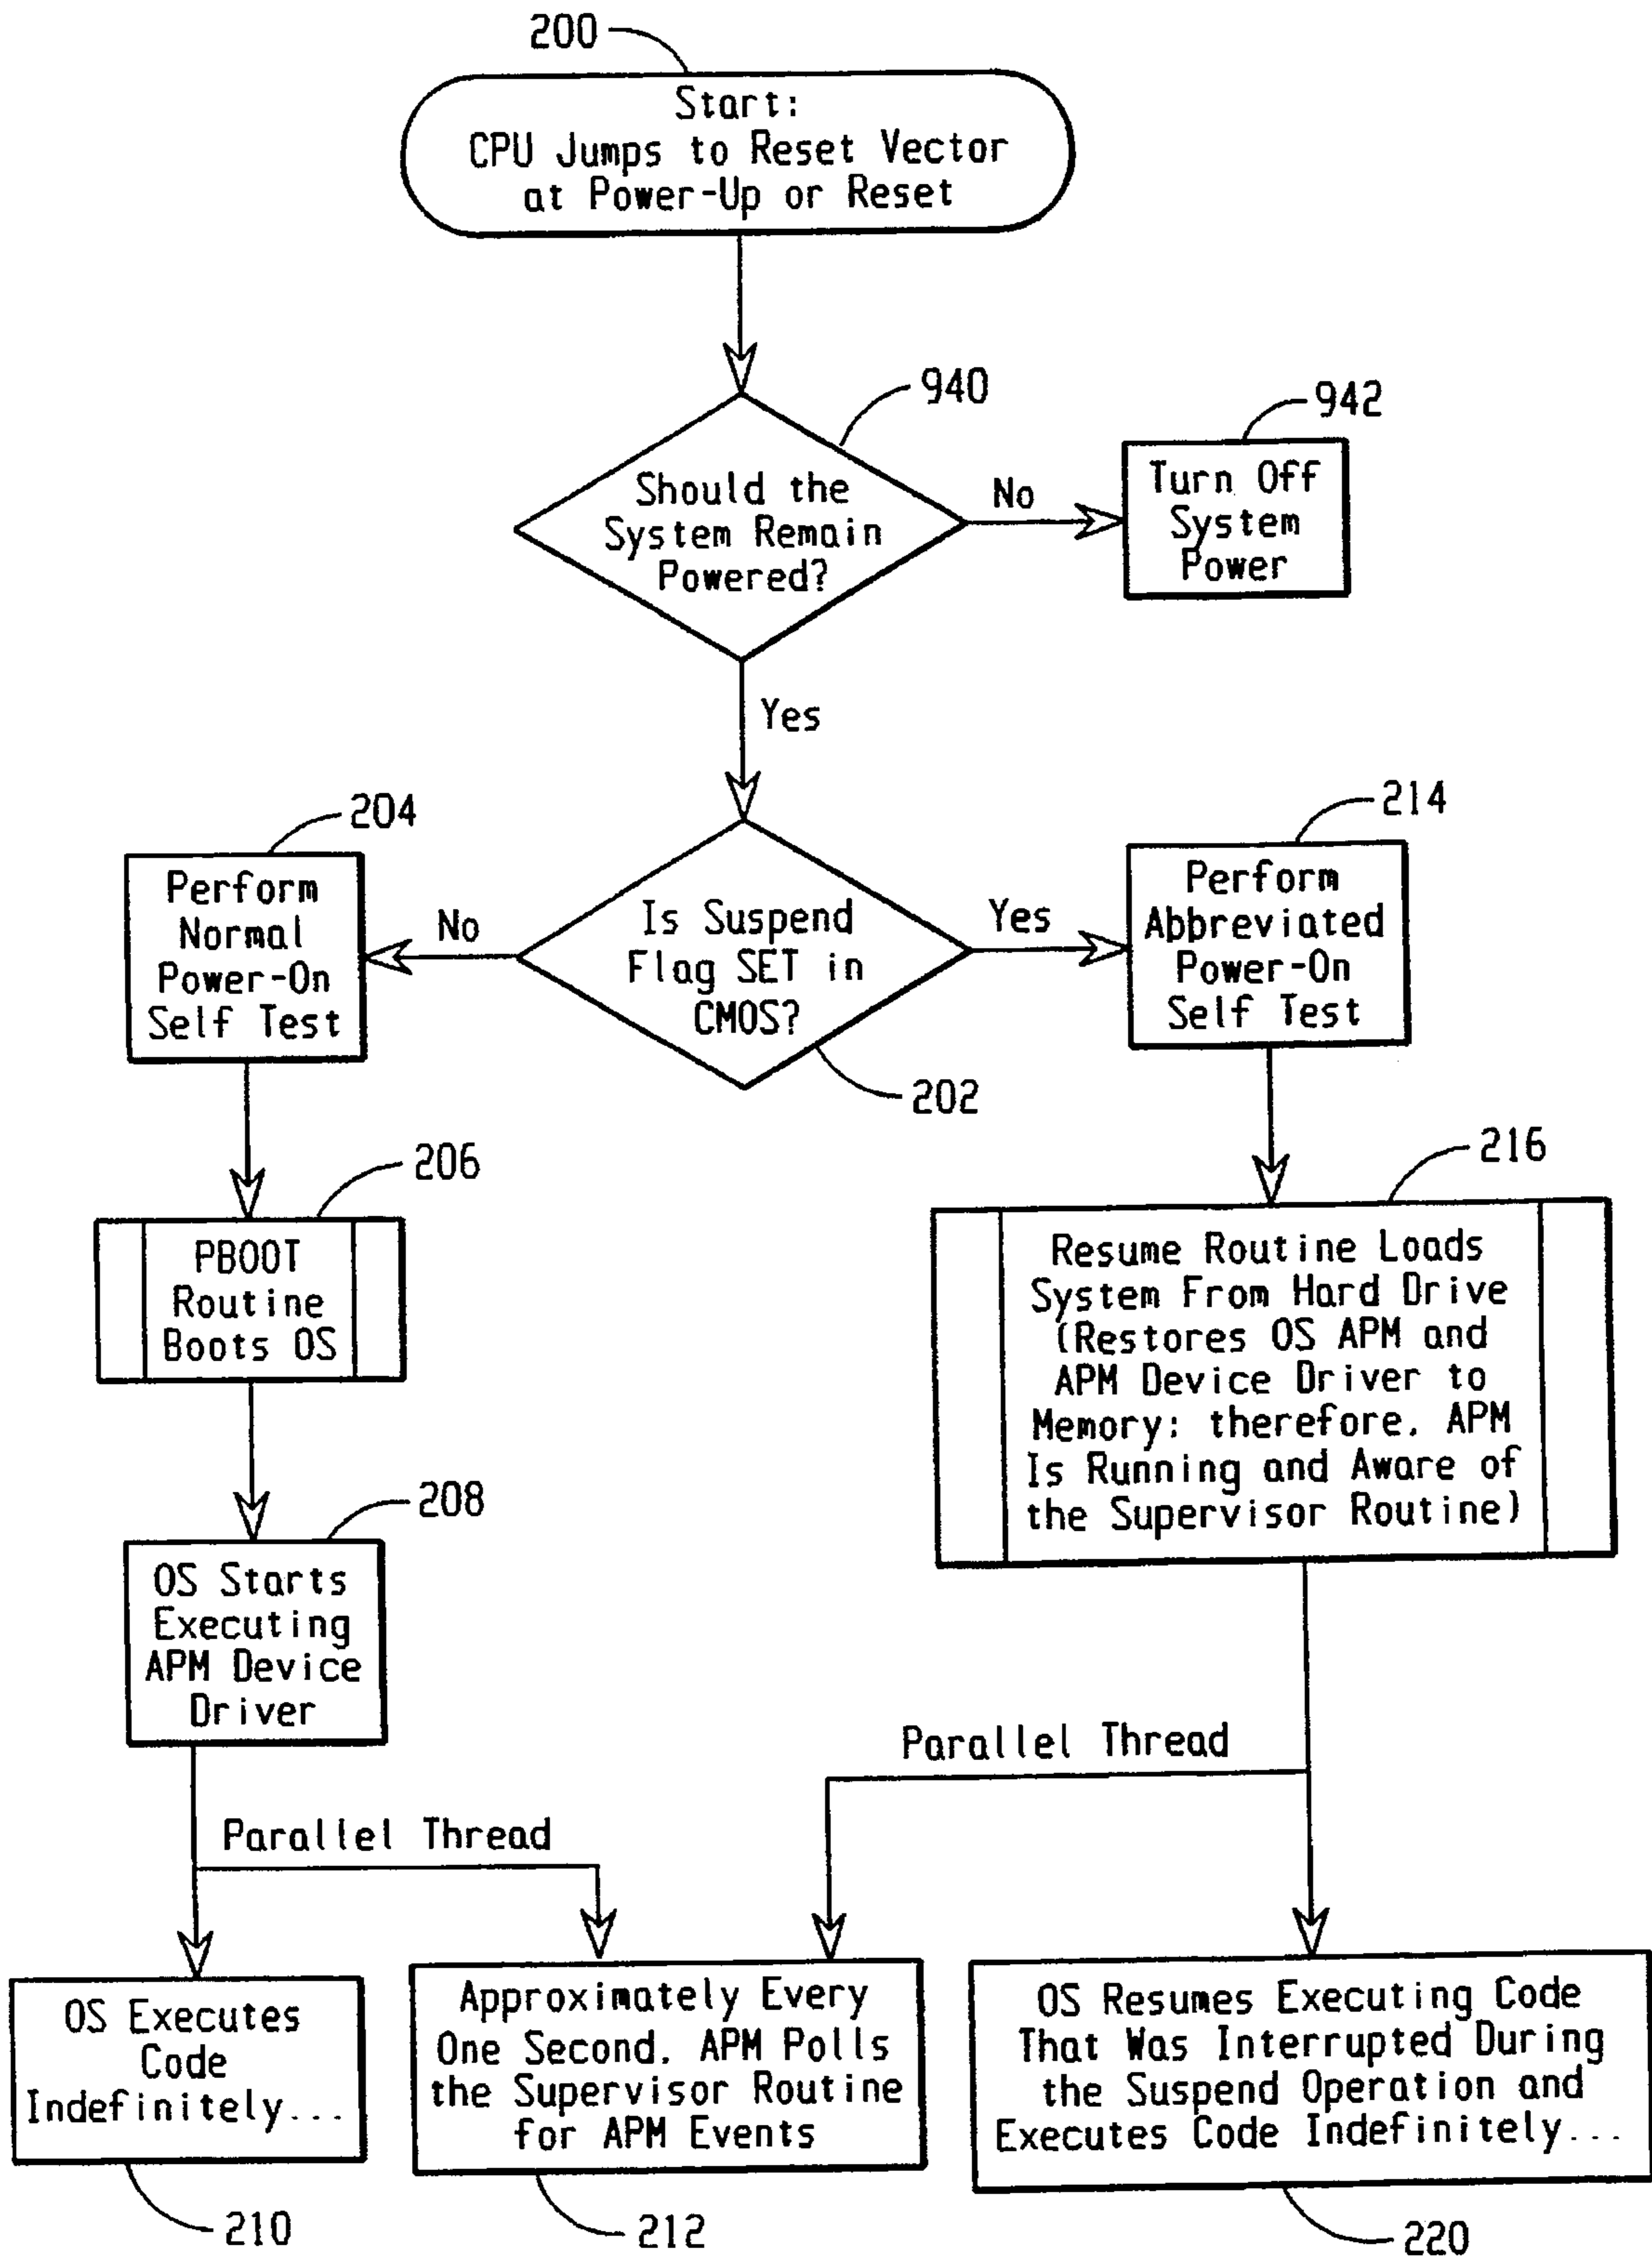 200
Start:
CPU Jumps to Reset Vector
at Power-Up or Reset
940
Should the
System Remain
Powered?
No
942
Turn Off
System
Power
Yes
204
Perform
Normal
Power-On
Self Test
No
Is Suspend
Flag SET in
CMOS?
202
Yes
214
Perform
Abbreviated
Power-On
Self Test
206
PBOOT
Routine
Boots OS
216
Resume Routine Loads
System From Hard Drive
(Restores OS APM and
APM Device Driver to
Memory; therefore, APM
Is Running and Aware of
the Supervisor Routine)
208
OS Starts
Executing
APM Device
Driver
Parallel Thread
Parallel Thread
OS Executes
Code
Indefinitely...
210
Approximately Every
One Second, APM Polls
the Supervisor Routine
for APM Events
212
OS Resumes Executing Code
That Was Interrupted During
the Suspend Operation and
Executes Code Indefinitely...
220